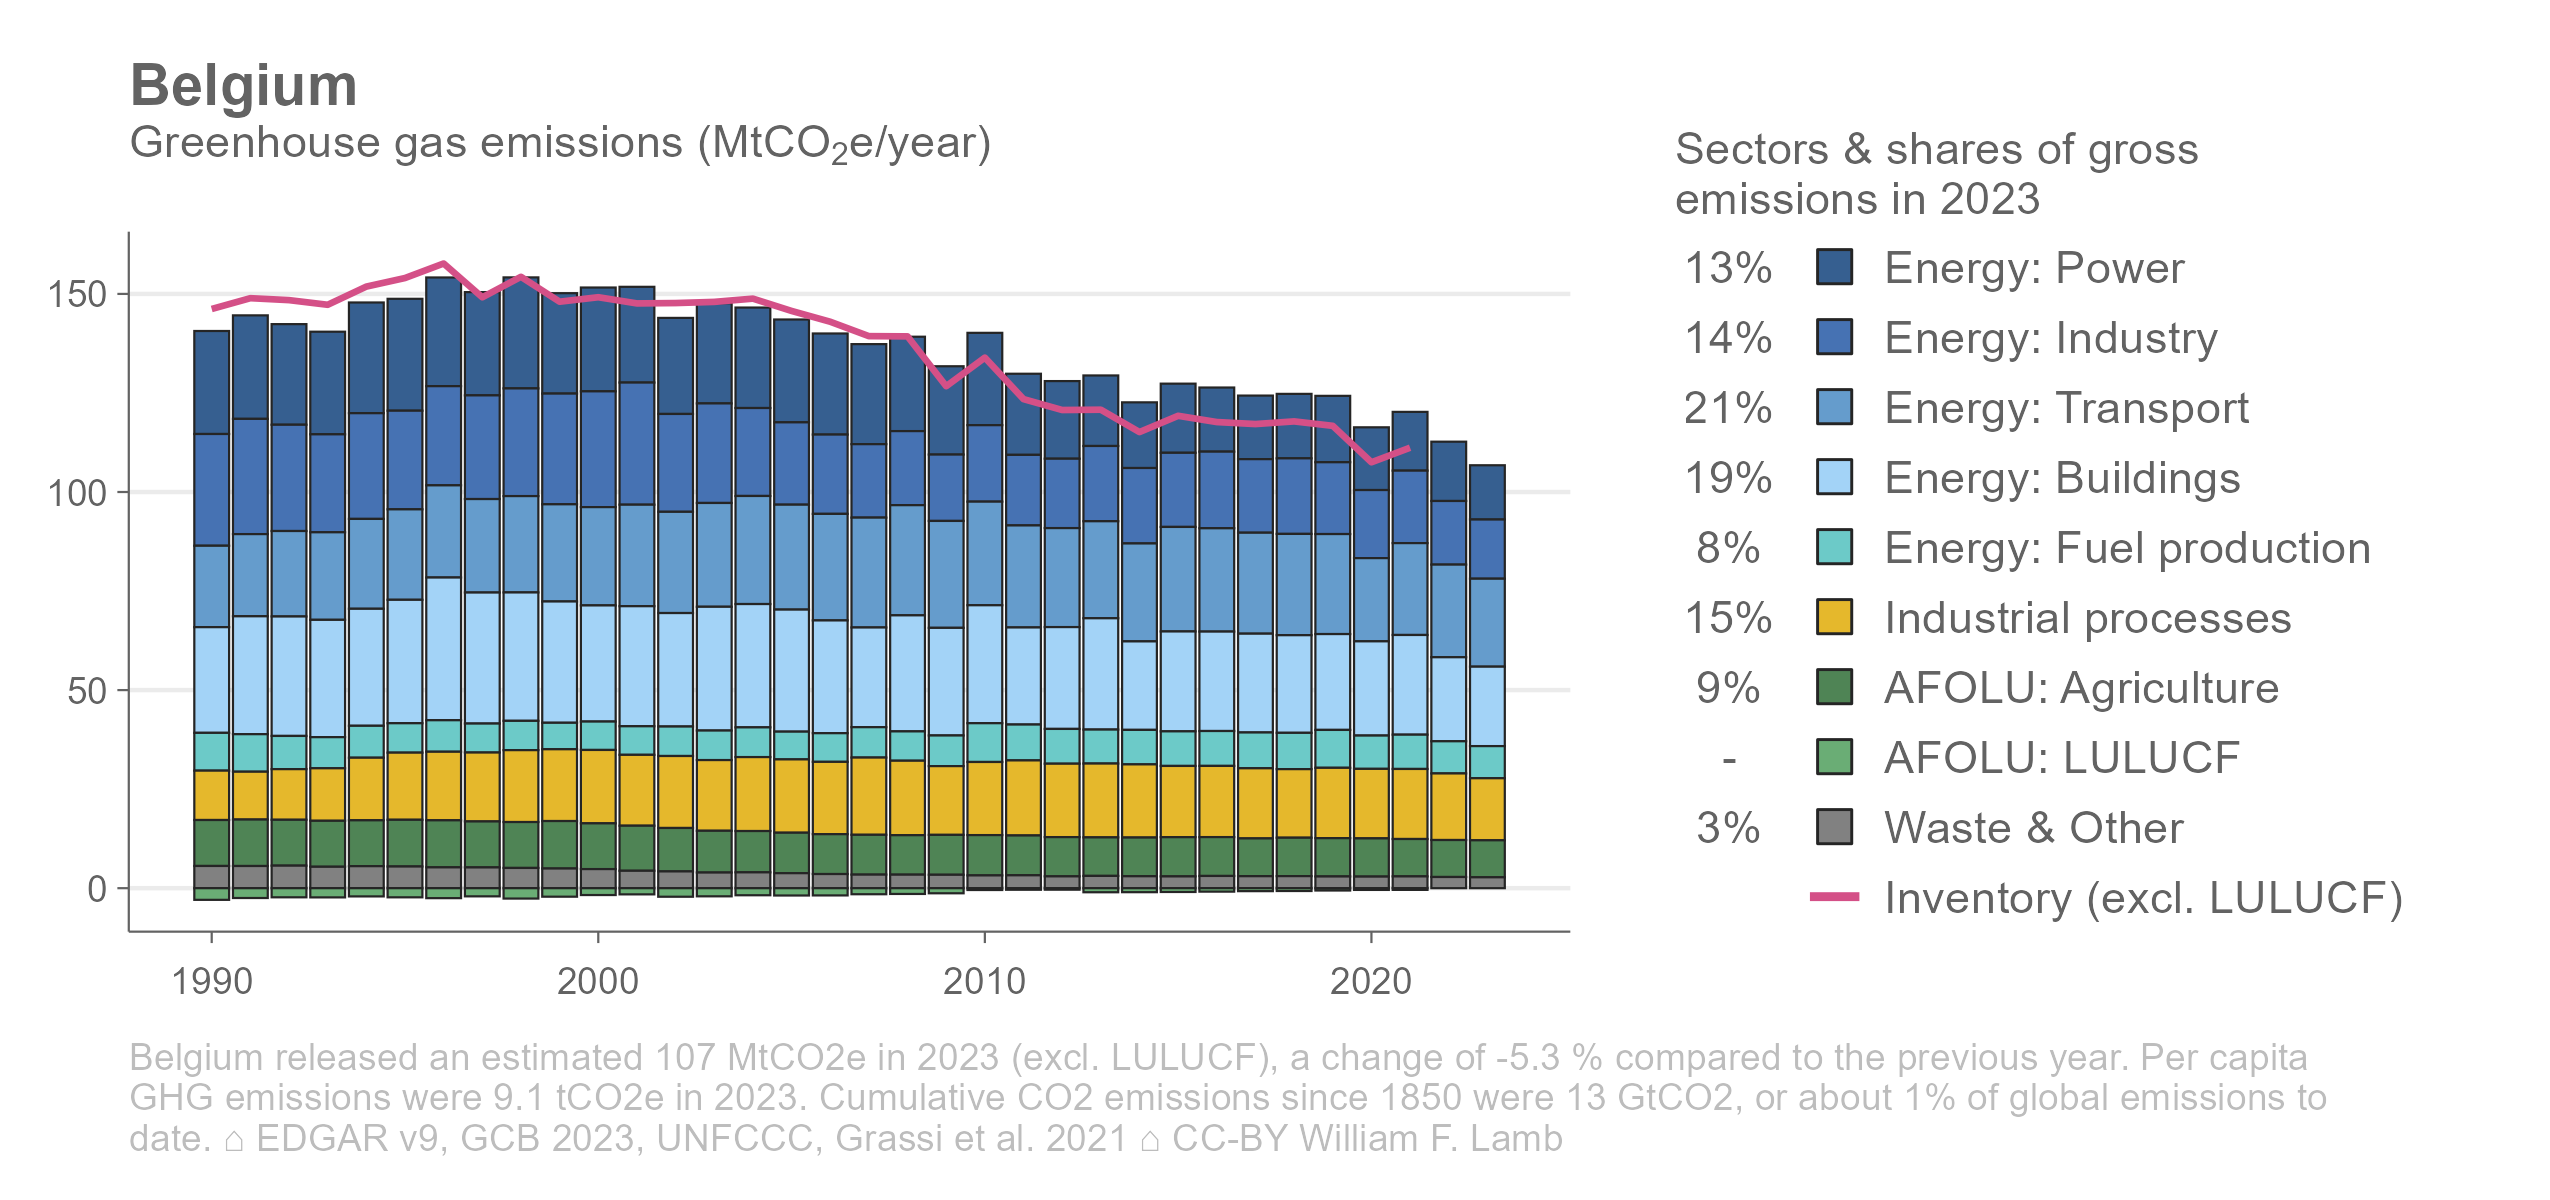 Belgium
Greenhouse gas emissions (MtCO₂e/year)
150
100
50
0
1990
2000
2010
2020
Sectors & shares of gross
emissions in 2023
13% Energy: Power
14% Energy: Industry
21% Energy: Transport
19% Energy: Buildings
8% Energy: Fuel production
15% Industrial processes
9% AFOLU: Agriculture
- AFOLU: LULUCF
3% Waste & Other
Inventory (excl. LULUCF)
Belgium released an estimated 107 MtCO2e in 2023 (excl. LULUCF), a change of -5.3 % compared to the previous year. Per capita
GHG emissions were 9.1 tCO2e in 2023. Cumulative CO2 emissions since 1850 were 13 GtCO2, or about 1% of global emissions to
date. ⌂ EDGAR v9, GCB 2023, UNFCCC, Grassi et al. 2021 ⌂ CC-BY William F. Lamb